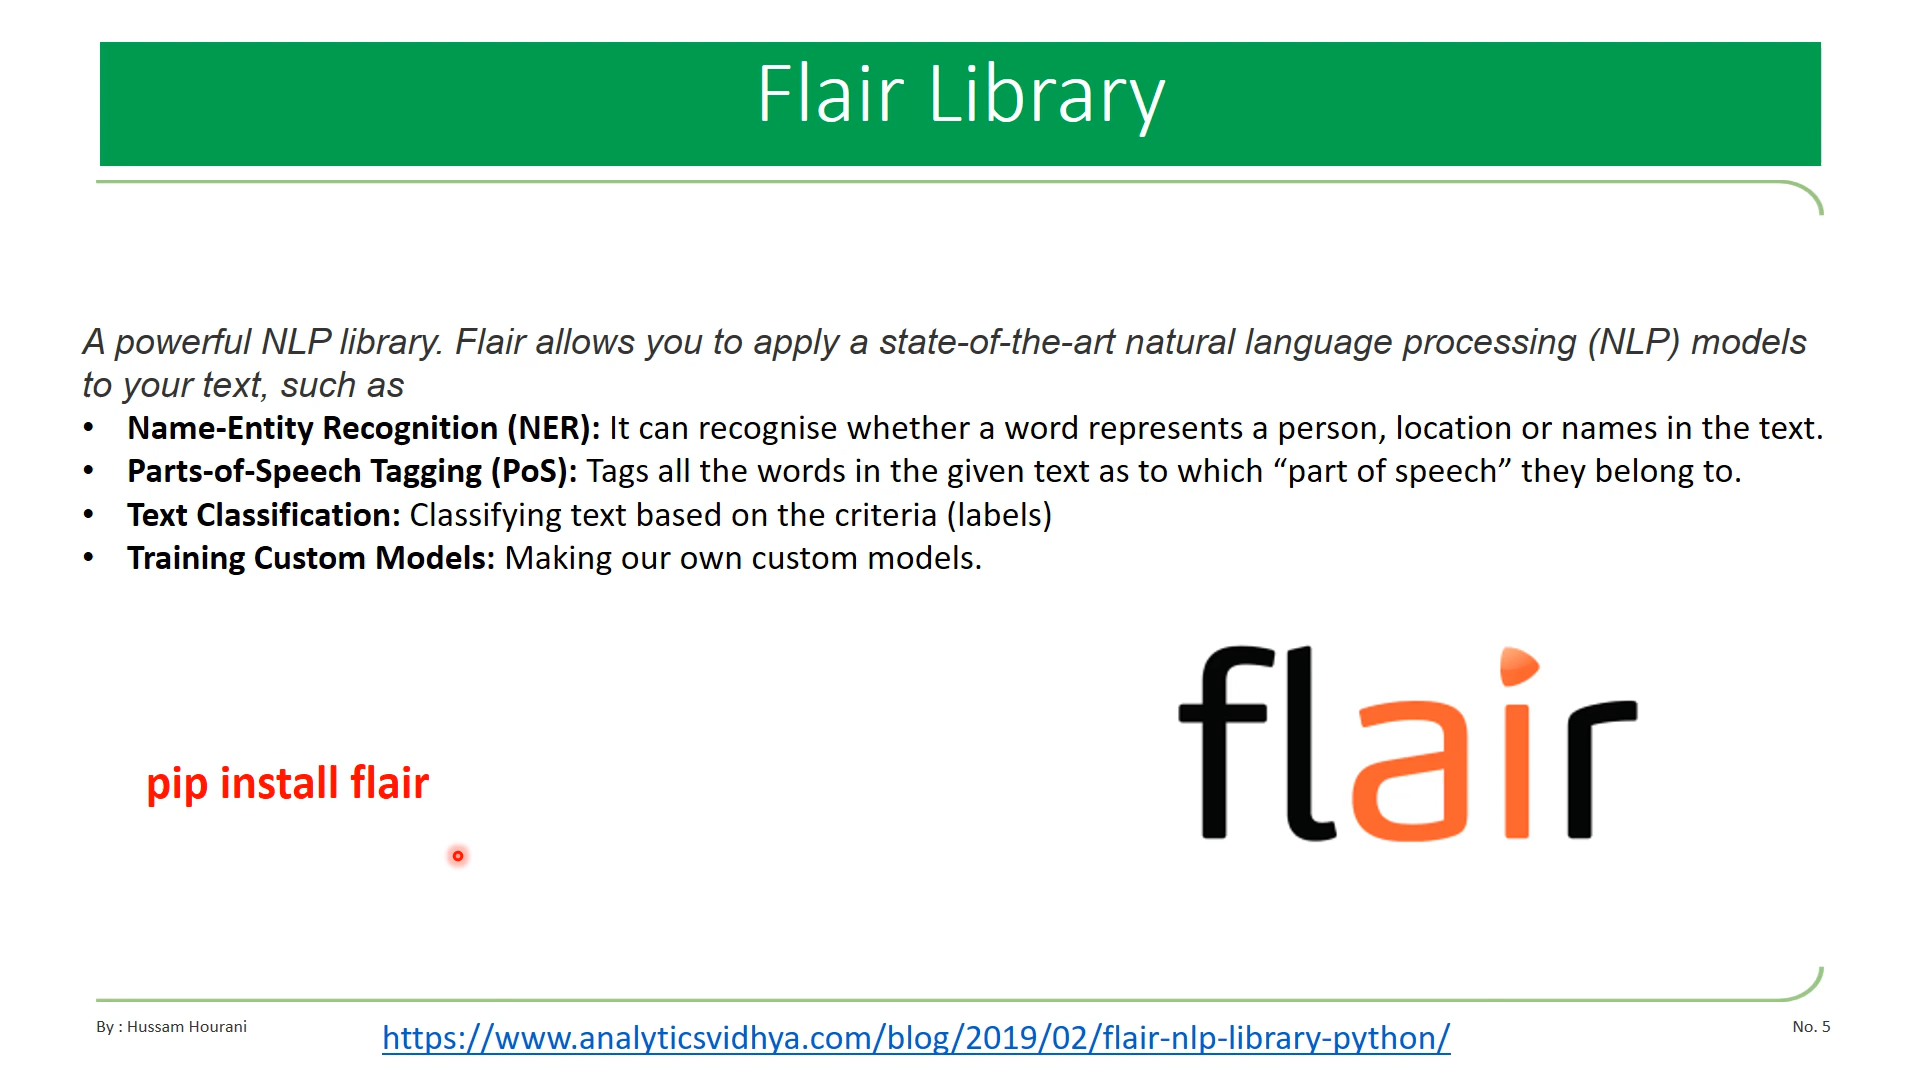 Flair Library
A powerful NLP library. Flair allows you to apply a state-of-the-art natural language processing (NLP) models
to your text, such as
• Name-Entity Recognition (NER): It can recognise whether a word represents a person, location or names in the text.
• Parts-of-Speech Tagging (PoS): Tags all the words in the given text as to which “part of speech” they belong to.
• Text Classification: Classifying text based on the criteria (labels)
• Training Custom Models: Making our own custom models.
flair
pip install flair
By : Hussam Hourani
https://www.analyticsvidhya.com/blog/2019/02/flair-nlp-library-python/
No. 5